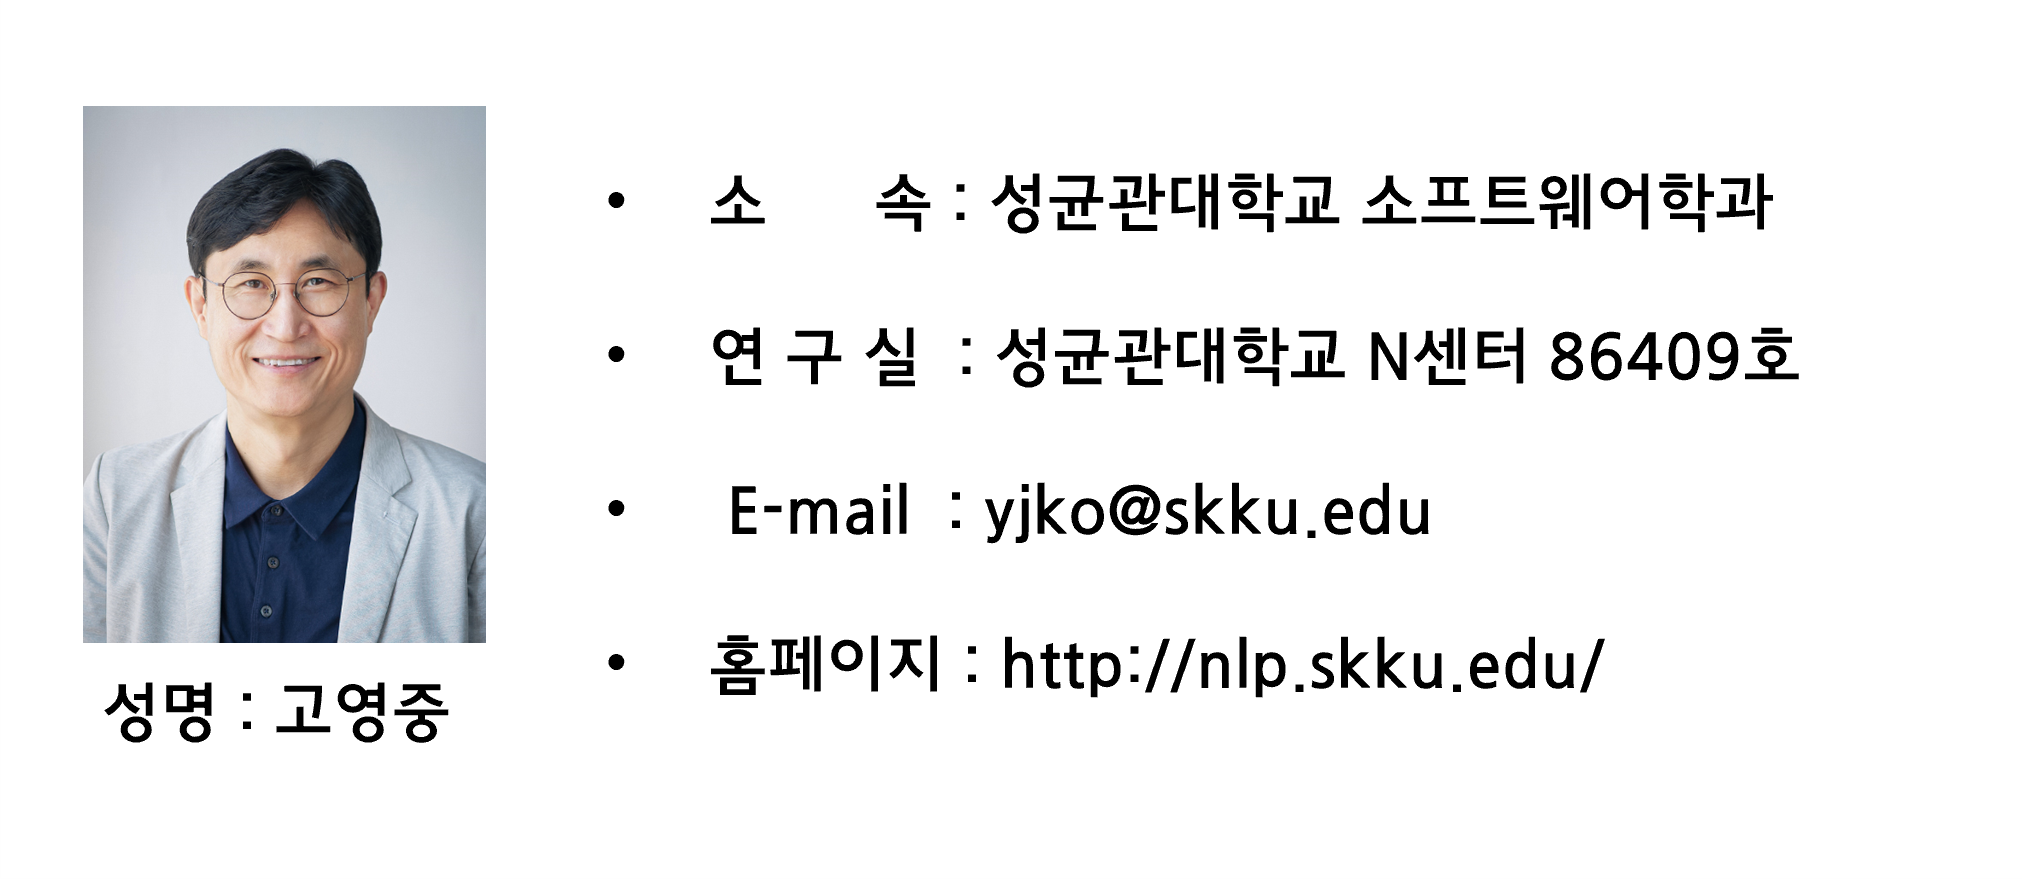 • 소 속 : 성균관대학교 소프트웨어학과
• 연 구 실 : 성균관대학교 N센터 86409호
• E-mail : yjko@skku.edu
• 홈페이지 : http://nlp.skku.edu/
성명 : 고영중